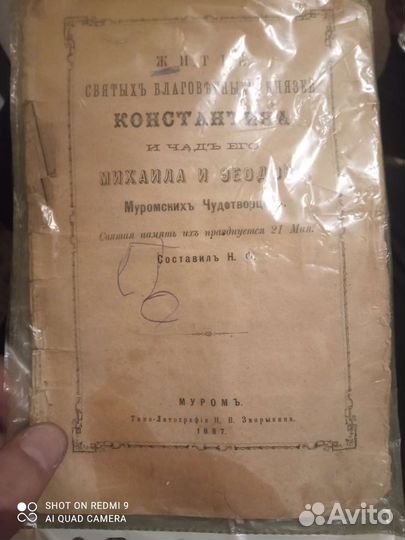 ЖИТІЕ
СВЯТЫХЪ БЛАГОВѢРНЫХЪ КНЯЗЕЙ
КОНСТАНТИНА
И ЧАДЪ ЕГО
МИХАИЛА И ѲЕОДОРА
Муромскихъ Чудотворцевъ.
Святая память ихъ празднуется 21 Мая.
Составилъ Н.
МУРОМЪ.
Типо-Литографія Н. В. Зворыкина.
1887.
SHOT ON REDMI 9
AI QUAD CAMERA
Avito